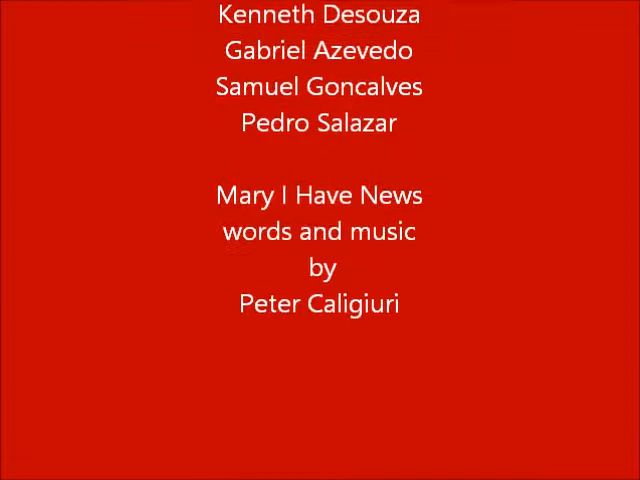 Kenneth Desouza
Gabriel Azevedo
Samuel Goncalves
Pedro Salazar
Mary I Have News
words and music
by
Peter Caligiuri